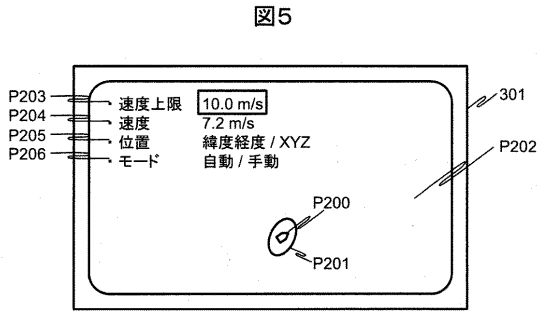 図5
P203 ・速度上限 10.0 m/s
P204 ・速度 7.2 m/s
P205 ・位置 緯度経度 / XYZ
P206 ・モード 自動 / 手動
301
P202
P200
P201